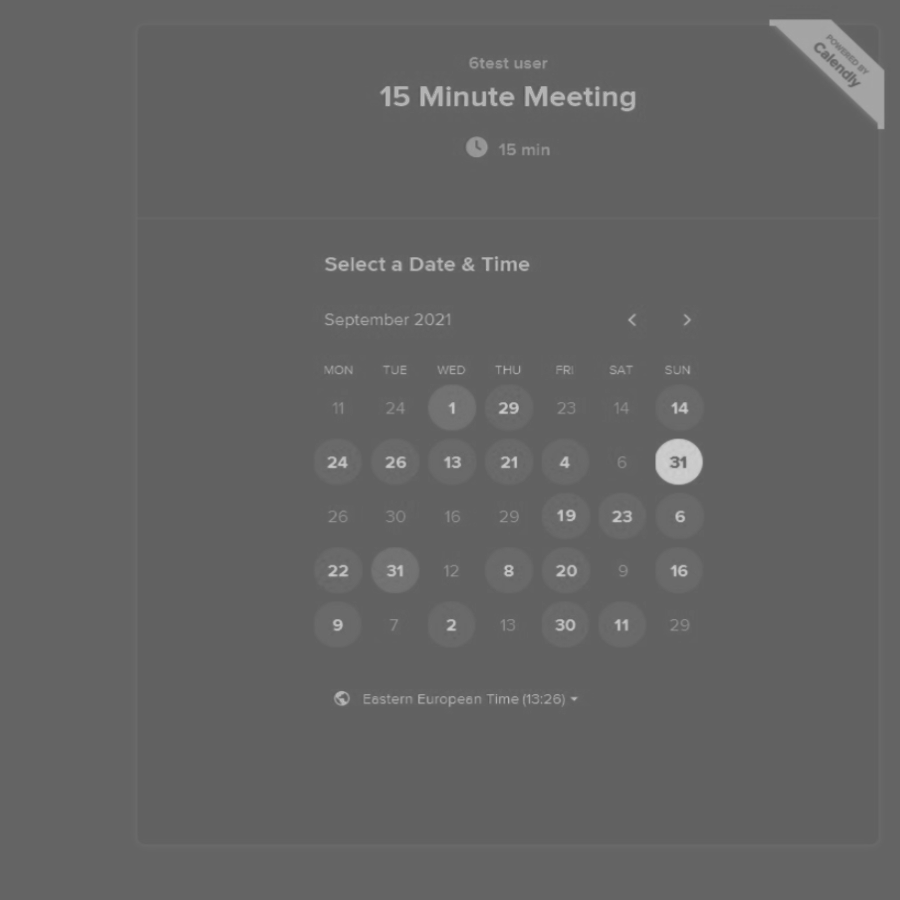 POWERED BY
Calendly
6test user
15 Minute Meeting
15 min
Select a Date & Time
September 2021
MON TUE WED THU FRI SAT SUN
11 24 1 29 23 14 14
24 26 13 21 4 6 31
26 30 16 29 19 23 6
22 31 12 8 20 9 16
9 7 2 13 30 11 29
Eastern European Time (13:26)